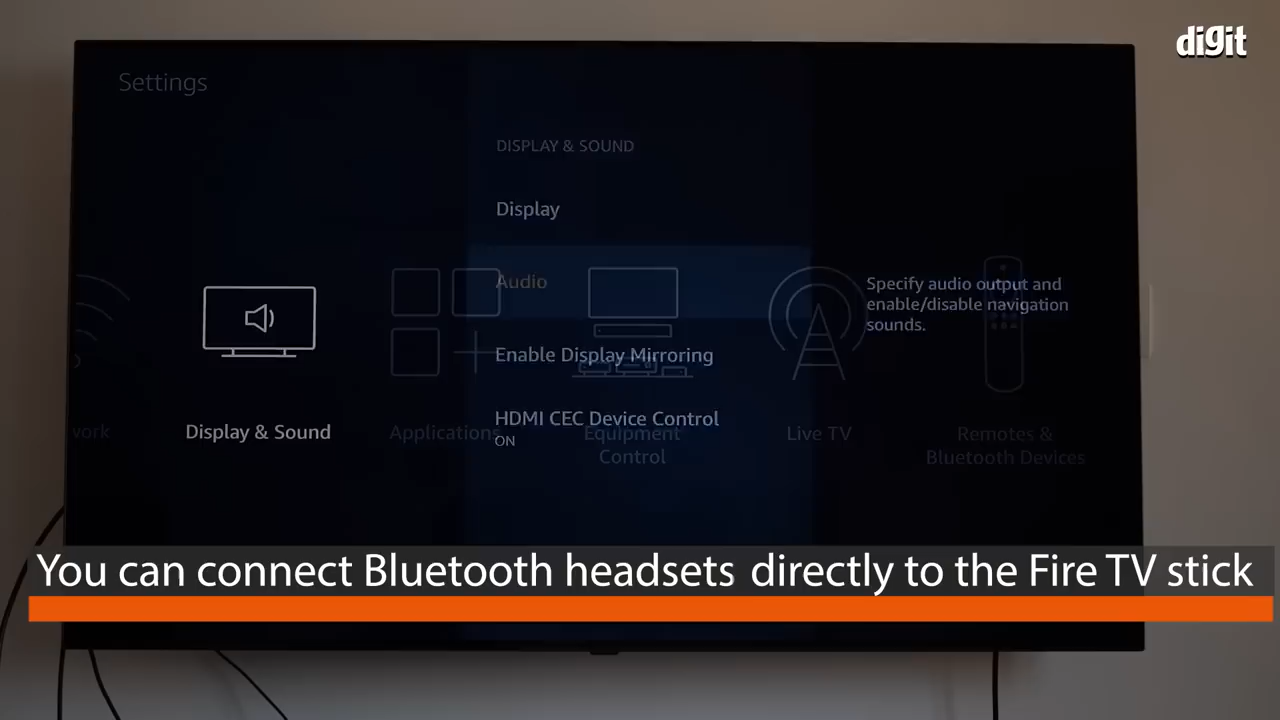 digit
Settings
DISPLAY & SOUND
Display
Audio
Specify audio output and
enable/disable navigation
sounds.
Enable Display Mirroring
HDMI CEC Device Control
ON
work
Display & Sound
Applications
Equipment
Control
Live TV
Remotes &
Bluetooth Devices
You can connect Bluetooth headsets directly to the Fire TV stick